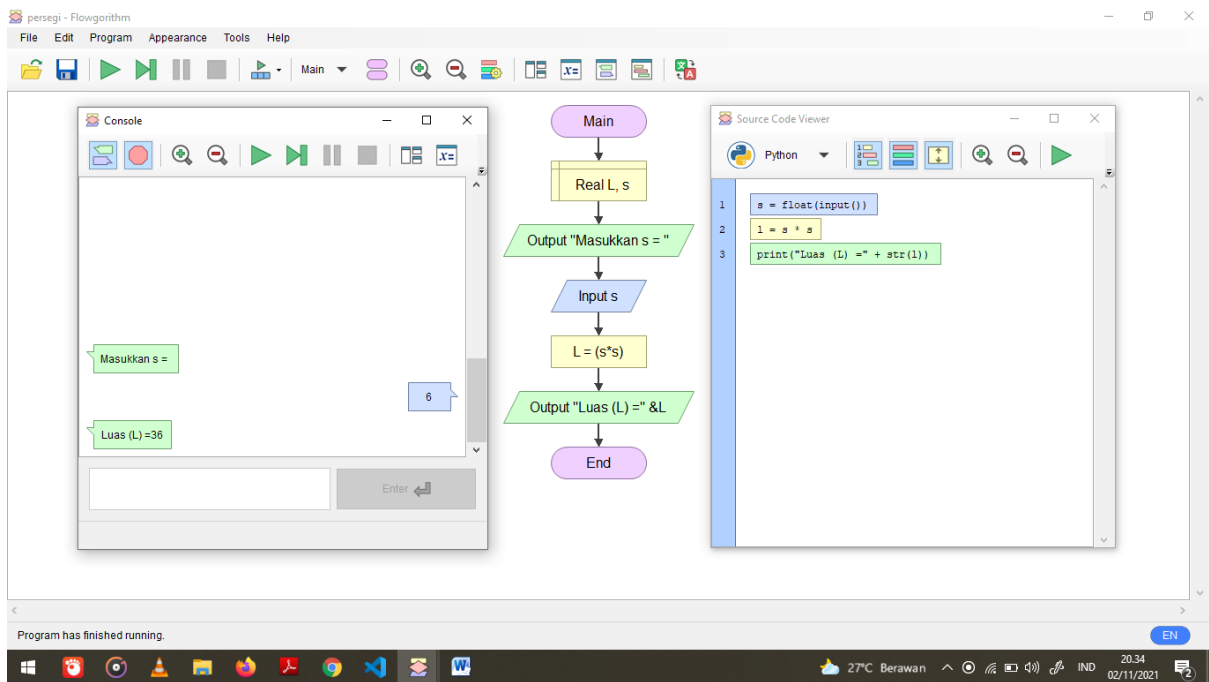 persegi - Flowgorithm
File Edit Program Appearance Tools Help
Main
Console
Masukkan s =
6
Luas (L) =36
Enter
Main
Real L, s
Output "Masukkan s = "
Input s
L = (s*s)
Output "Luas (L) =" &L
End
Source Code Viewer
Python
1 s = float(input())
2 l = s * s
3 print("Luas (L) =" + str(l))
Program has finished running.
EN
27°C Berawan IND 20.34
02/11/2021